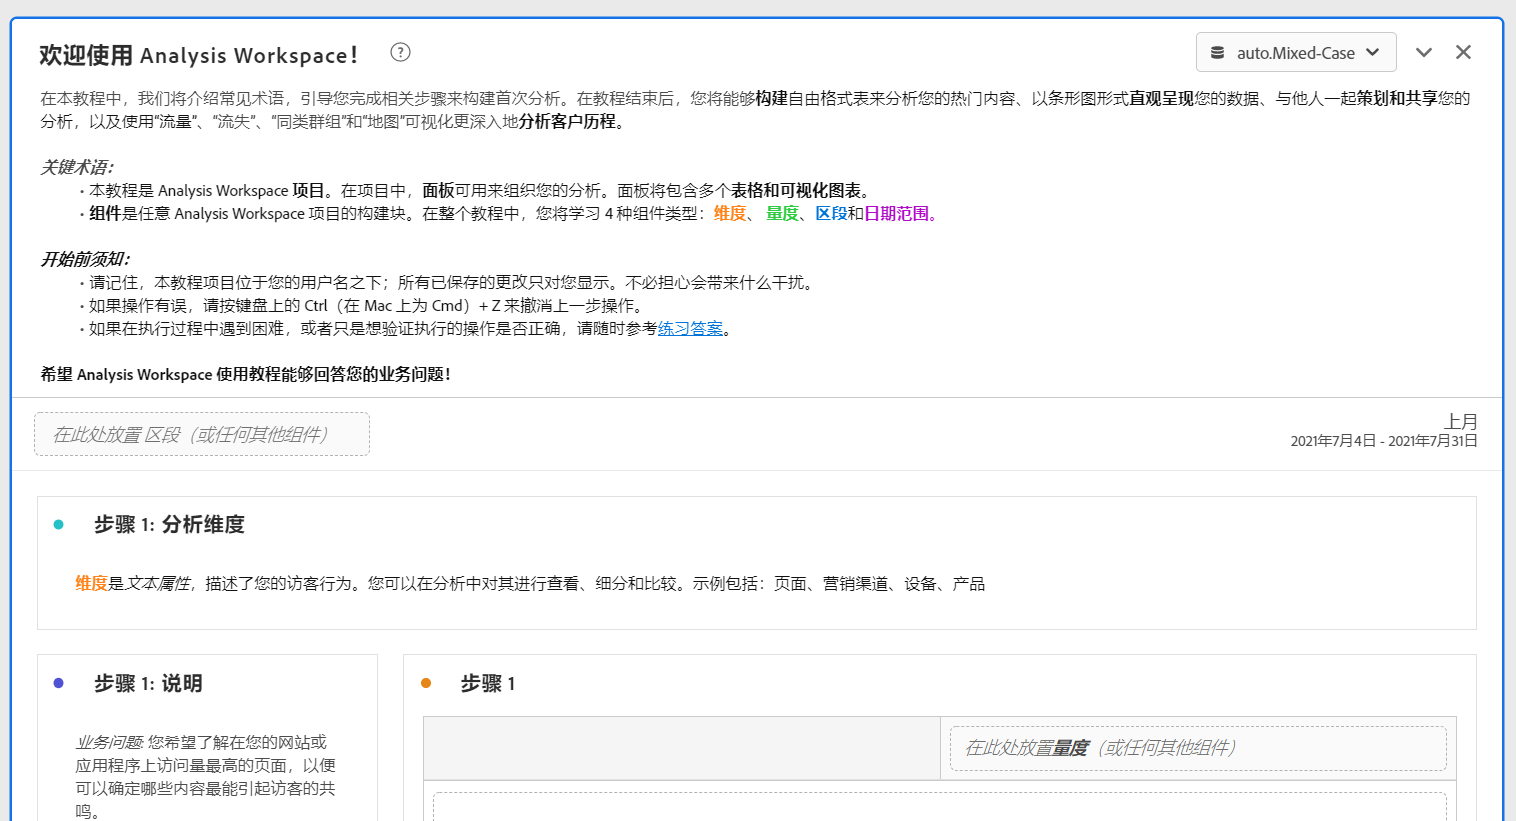 欢迎使用 Analysis Workspace！
auto.Mixed-Case
在本教程中，我们将介绍常见术语，引导您完成相关步骤来构建首次分析。在教程结束后，您将能够构建自由格式表来分析您的热门内容、以条形图形式直观呈现您的数据、与他人一起策划和共享您的
分析，以及使用“流量”、“流失”、“同类群组”和“地图”可视化更深入地分析客户历程。
关键术语：
• 本教程是 Analysis Workspace 项目。在项目中，面板可用来组织您的分析。面板将包含多个表格和可视化图表。
• 组件是任意 Analysis Workspace 项目的构建块。在整个教程中，您将学习 4 种组件类型：维度、 量度、区段和日期范围。
开始前须知：
• 请记住，本教程项目位于您的用户名之下；所有已保存的更改只对您显示。不必担心会带来什么干扰。
• 如果操作有误，请按键盘上的 Ctrl（在 Mac 上为 Cmd）+ Z 来撤消上一步操作。
• 如果在执行过程中遇到困难，或者只是想验证执行的操作是否正确，请随时参考练习答案。
希望 Analysis Workspace 使用教程能够回答您的业务问题！
在此处放置 区段（或任何其他组件）
上月
2021年7月4日 - 2021年7月31日
步骤 1: 分析维度
维度是文本属性，描述了您的访客行为。您可以在分析中对其进行查看、细分和比较。示例包括：页面、营销渠道、设备、产品
步骤 1: 说明
业务问题: 您希望了解在您的网站或
应用程序上访问量最高的页面，以便
可以确定哪些内容最能引起访客的共
鸣。
步骤 1
在此处放置量度（或任何其他组件）